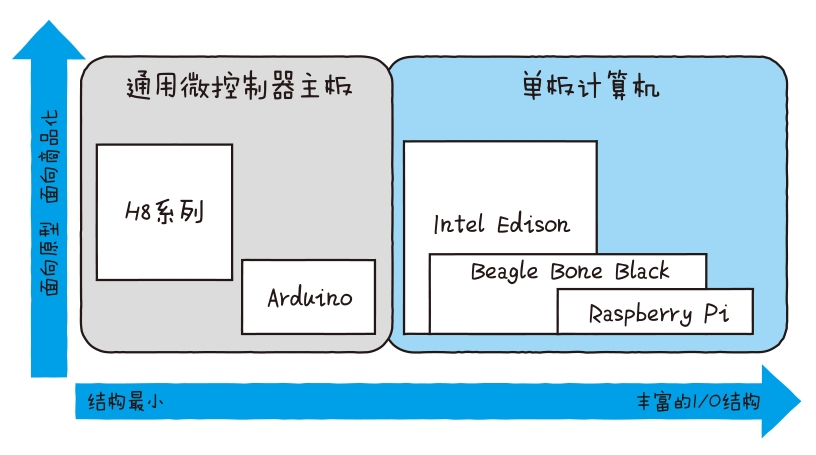 通用微控制器主板
单板计算机
H8系列
Arduino
Intel Edison
Beagle Bone Black
Raspberry Pi
面向原型 面向商品化
结构最小
丰富的I/O结构